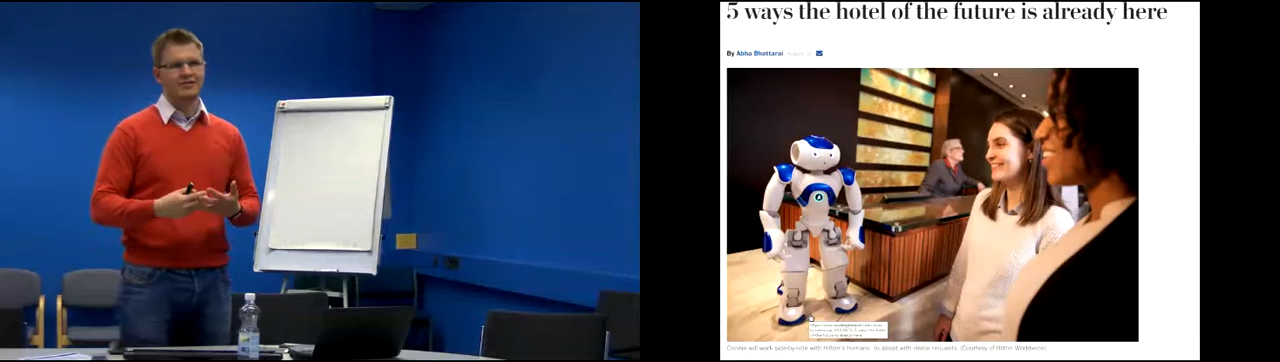 5 ways the hotel of the future is already here
By Abha Bhattarai August
Connie will work side-by-side with Hilton's humans to assist with visitor requests. (Courtesy of Hilton Worldwide)